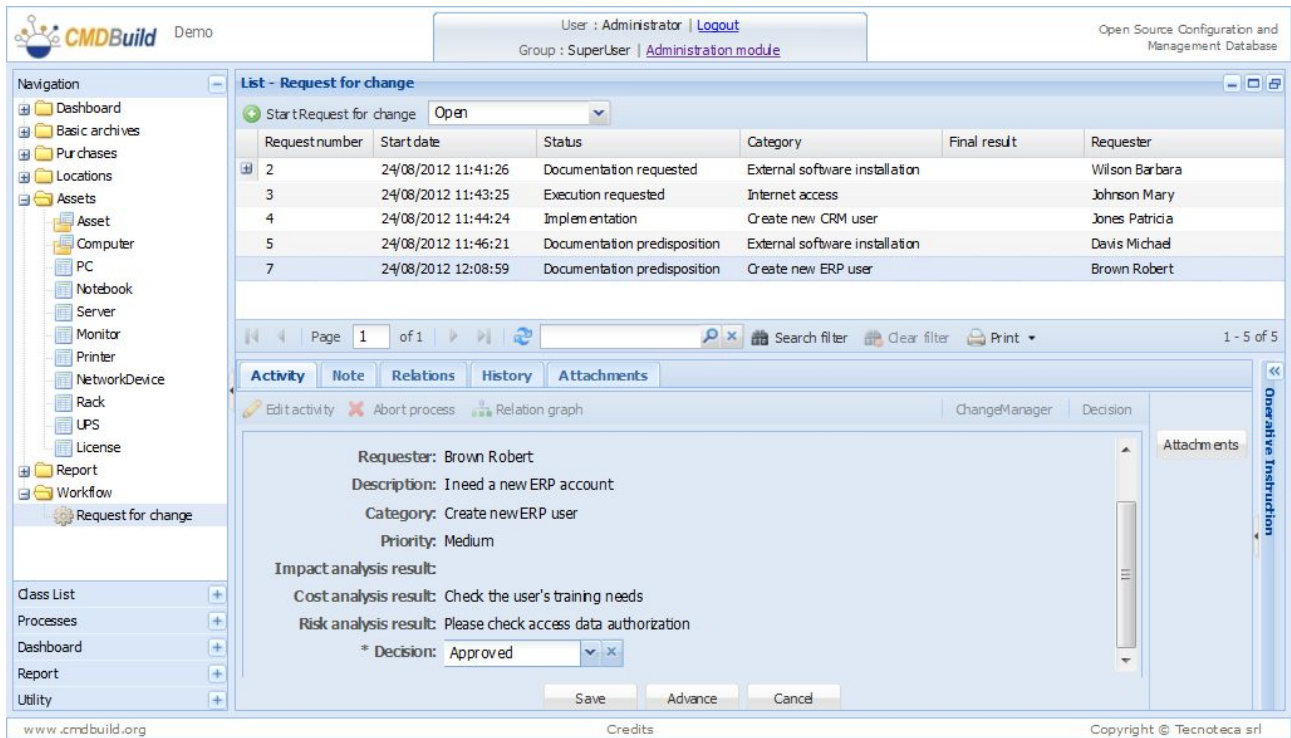 CMDBuild Demo
User : Administrator | Logout
Group : SuperUser | Administration module
Open Source Configuration and
Management Database
Navigation
Dashboard
Basic archives
Purchases
Locations
Assets
Asset
Computer
PC
Notebook
Server
Monitor
Printer
NetworkDevice
Rack
UPS
License
Report
Workflow
Request for change
Class List
Processes
Dashboard
Report
Utility
List - Request for change
Start Request for change Open
Request number Start date Status Category Final result Requester
2 24/08/2012 11:41:26 Documentation requested External software installation Wilson Barbara
3 24/08/2012 11:43:25 Execution requested Internet access Johnson Mary
4 24/08/2012 11:44:24 Implementation Create new CRM user Jones Patricia
5 24/08/2012 11:46:21 Documentation predisposition External software installation Davis Michael
7 24/08/2012 12:08:59 Documentation predisposition Create new ERP user Brown Robert
Page 1 of 1 Search filter Clear filter Print 1 - 5 of 5
Activity Note Relations History Attachments
Edit activity Abort process Relation graph ChangeManager Decision
Requester: Brown Robert
Description: I need a new ERP account
Category: Create new ERP user
Priority: Medium
Impact analysis result:
Cost analysis result: Check the user's training needs
Risk analysis result: Please check access data authorization
* Decision: Approved
Save Advance Cancel
Attachments
Operative Instruction
www.cmdbuild.org Credits Copyright © Tecnoteca srl